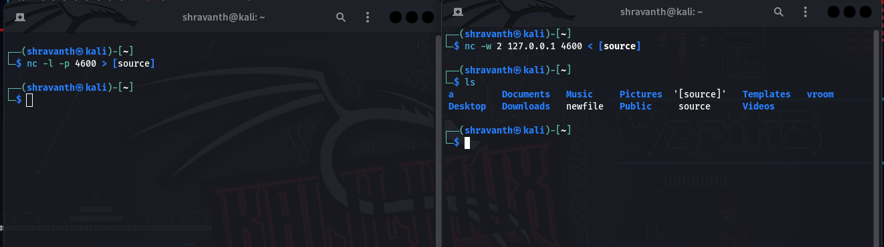 shravanth@kali: ~
┌──(shravanth㉿kali)-[~]
└─$ nc -l -p 4600 > [source]
┌──(shravanth㉿kali)-[~]
└─$
shravanth@kali: ~
┌──(shravanth㉿kali)-[~]
└─$ nc -w 2 127.0.0.1 4600 < [source]
┌──(shravanth㉿kali)-[~]
└─$ ls
a Documents Music Pictures '[source]' Templates vroom
Desktop Downloads newfile Public source Videos
┌──(shravanth㉿kali)-[~]
└─$